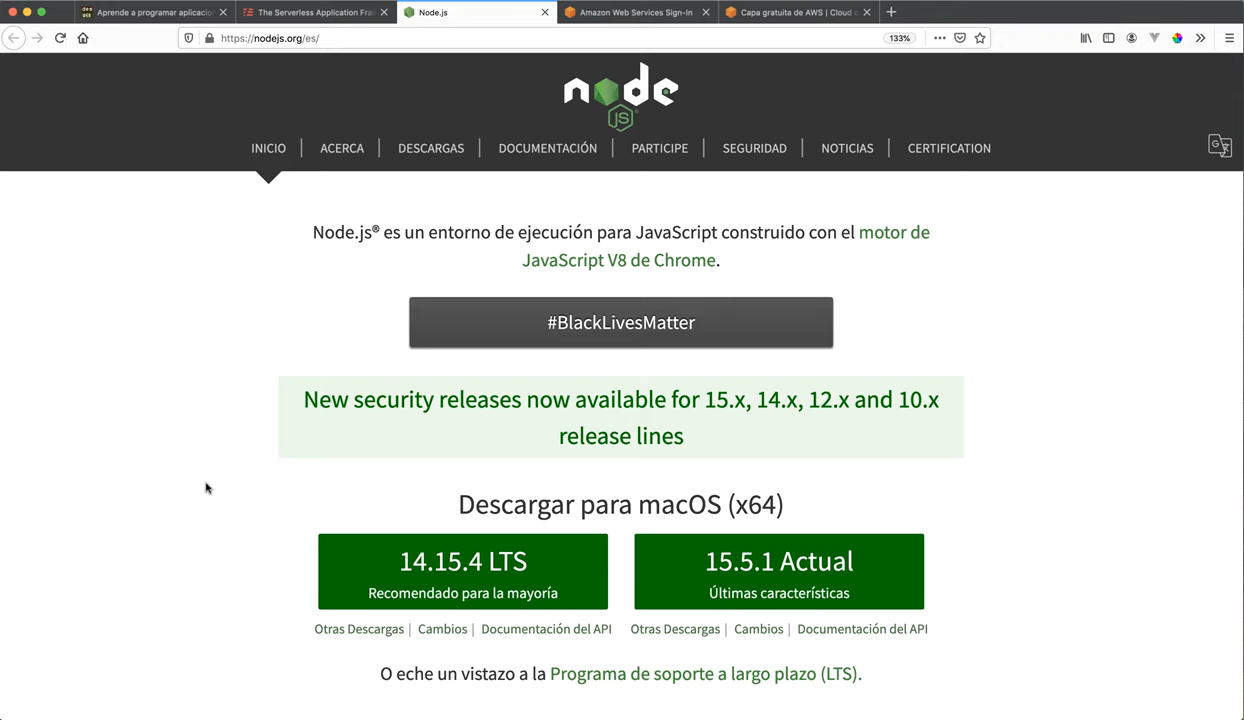 Aprende a programar aplicacio
The Serverless Application Fra
Node.js
Amazon Web Services Sign-In
Capa gratuita de AWS | Cloud
https://nodejs.org/es/
133%
node
JS
INICIO
ACERCA
DESCARGAS
DOCUMENTACIÓN
PARTICIPE
SEGURIDAD
NOTICIAS
CERTIFICATION
Node.js® es un entorno de ejecución para JavaScript construido con el motor de
JavaScript V8 de Chrome.
#BlackLivesMatter
New security releases now available for 15.x, 14.x, 12.x and 10.x
release lines
Descargar para macOS (x64)
14.15.4 LTS
Recomendado para la mayoría
15.5.1 Actual
Últimas características
Otras Descargas | Cambios | Documentación del API
Otras Descargas | Cambios | Documentación del API
O eche un vistazo a la Programa de soporte a largo plazo (LTS).